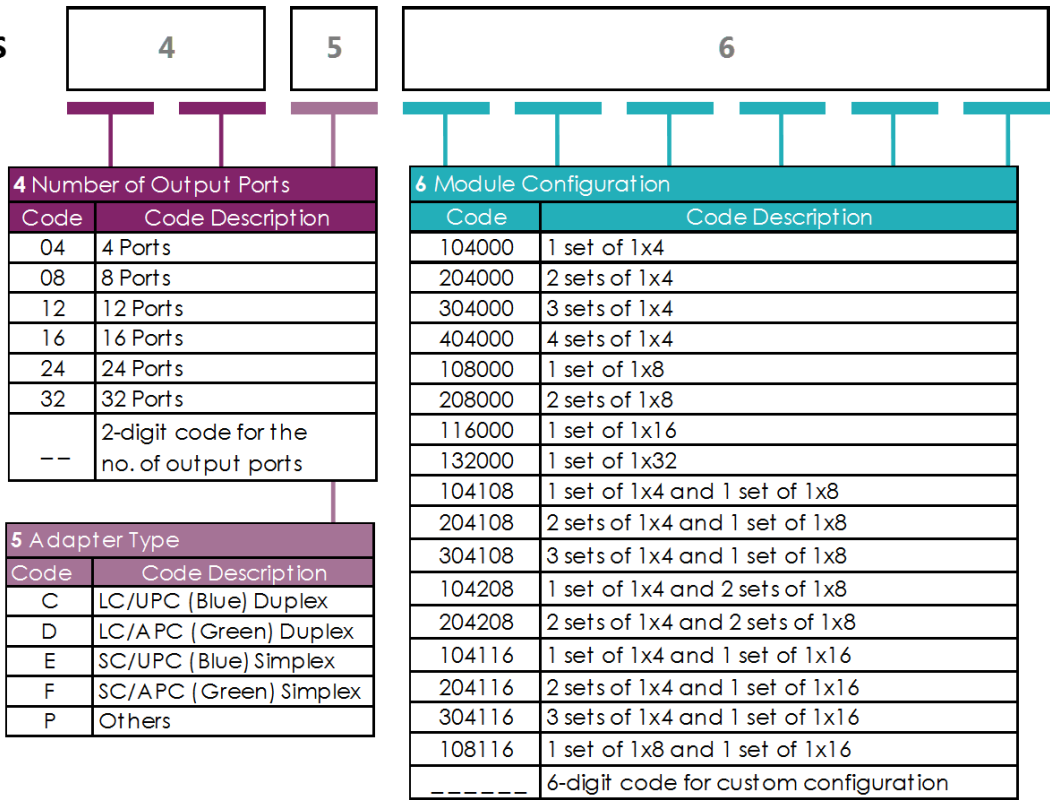 S
4
5
6
4 Number of Output Ports
Code Code Description
04 4 Ports
08 8 Ports
12 12 Ports
16 16 Ports
24 24 Ports
32 32 Ports
_ _ 2-digit code for the
no. of output ports
5 Adapter Type
Code Code Description
C LC/UPC (Blue) Duplex
D LC/APC (Green) Duplex
E SC/UPC (Blue) Simplex
F SC/APC (Green) Simplex
P Others
6 Module Configuration
Code Code Description
104000 1 set of 1x4
204000 2 sets of 1x4
304000 3 sets of 1x4
404000 4 sets of 1x4
108000 1 set of 1x8
208000 2 sets of 1x8
116000 1 set of 1x16
132000 1 set of 1x32
104108 1 set of 1x4 and 1 set of 1x8
204108 2 sets of 1x4 and 1 set of 1x8
304108 3 sets of 1x4 and 1 set of 1x8
104208 1 set of 1x4 and 2 sets of 1x8
204208 2 sets of 1x4 and 2 sets of 1x8
104116 1 set of 1x4 and 1 set of 1x16
204116 2 sets of 1x4 and 1 set of 1x16
304116 3 sets of 1x4 and 1 set of 1x16
108116 1 set of 1x8 and 1 set of 1x16
_ _ _ _ _ _ 6-digit code for custom configuration